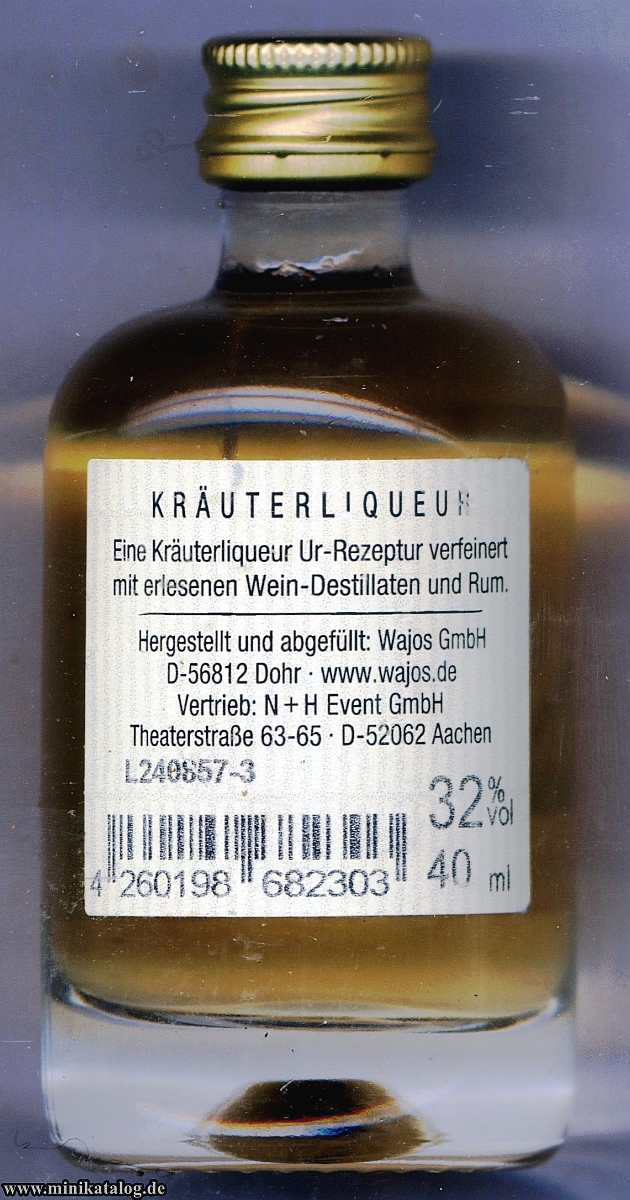 KRÄUTERLIQUEUR
Eine Kräuterliqueur Ur-Rezeptur verfeinert
mit erlesenen Wein-Destillaten und Rum.
Hergestellt und abgefüllt: Wajos GmbH
D-56812 Dohr · www.wajos.de
Vertrieb: N+H Event GmbH
Theaterstraße 63-65 · D-52062 Aachen
L240857-3
32% vol
40 ml
4 260198 682303
www.minikatalog.de